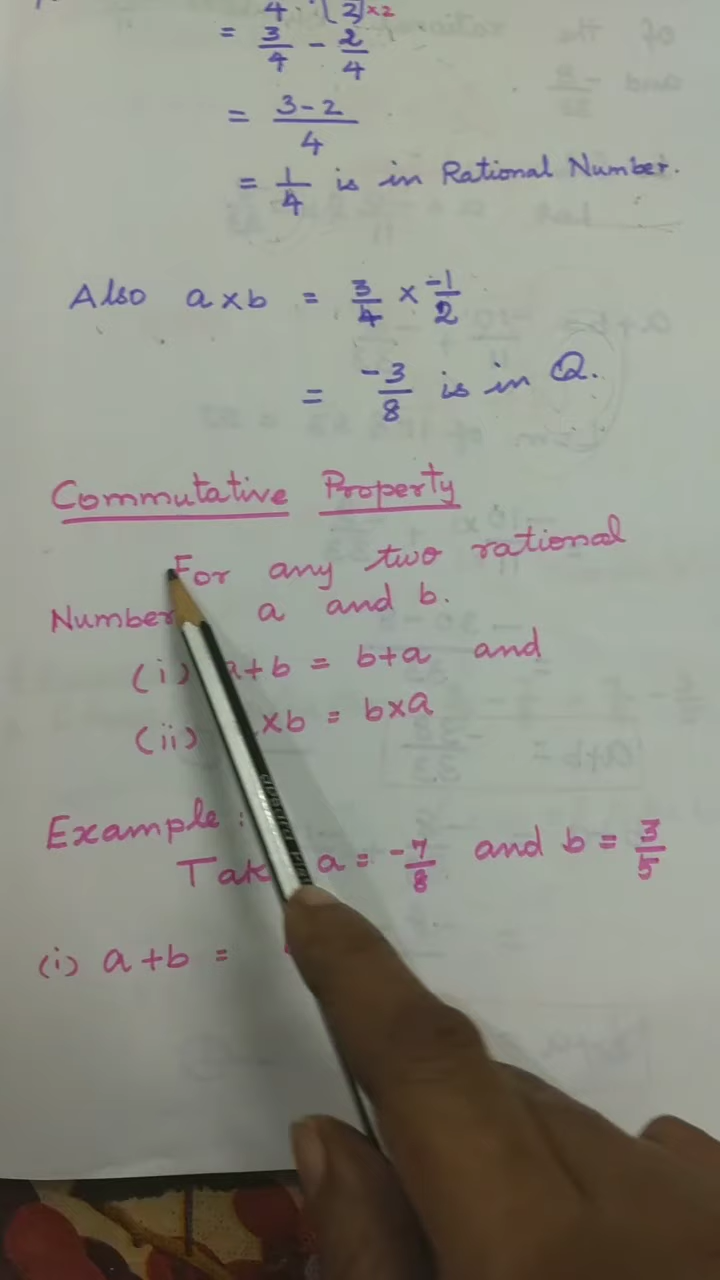 = 3/4 - 2/4
= 3-2/4
= 1/4 is in Rational Number.
Also a×b = 3/4 × -1/2
= -3/8 is in Q.
Commutative Property
For any two rational
Number a and b.
(i) a+b = b+a and
(ii) ×b = b×a
Example:
Tak a = -7/8 and b = 3/5
(i) a+b =